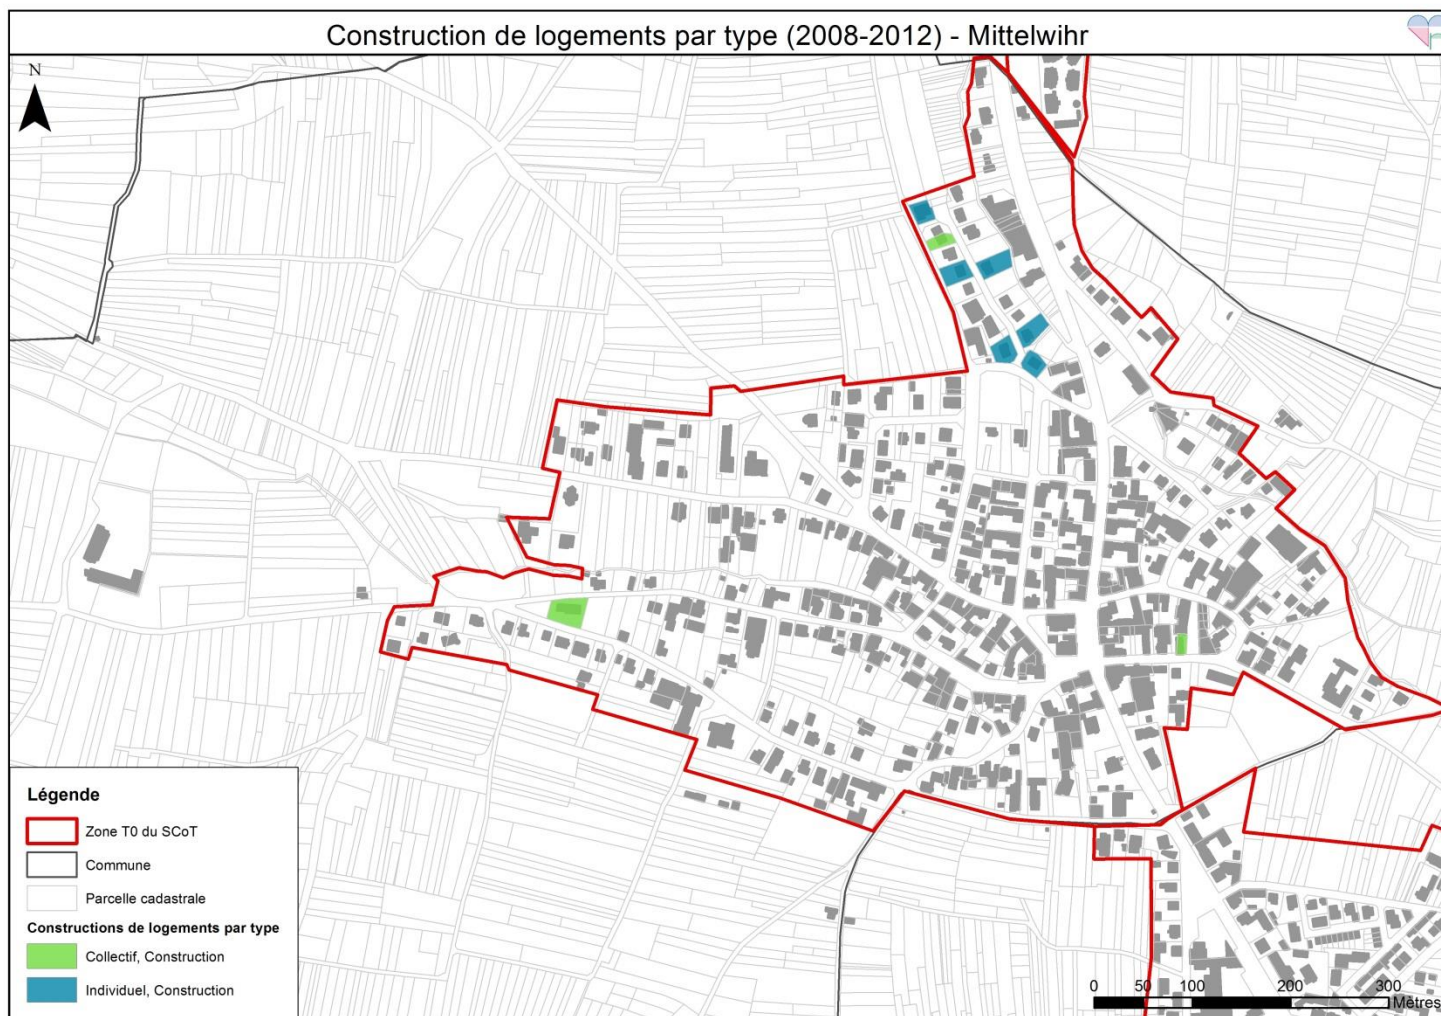 Construction de logements par type (2008-2012) - Mittelwihr
N
Légende
Zone T0 du SCoT
Commune
Parcelle cadastrale
Constructions de logements par type
Collectif, Construction
Individuel, Construction
0 50 100 200 300
Mètres